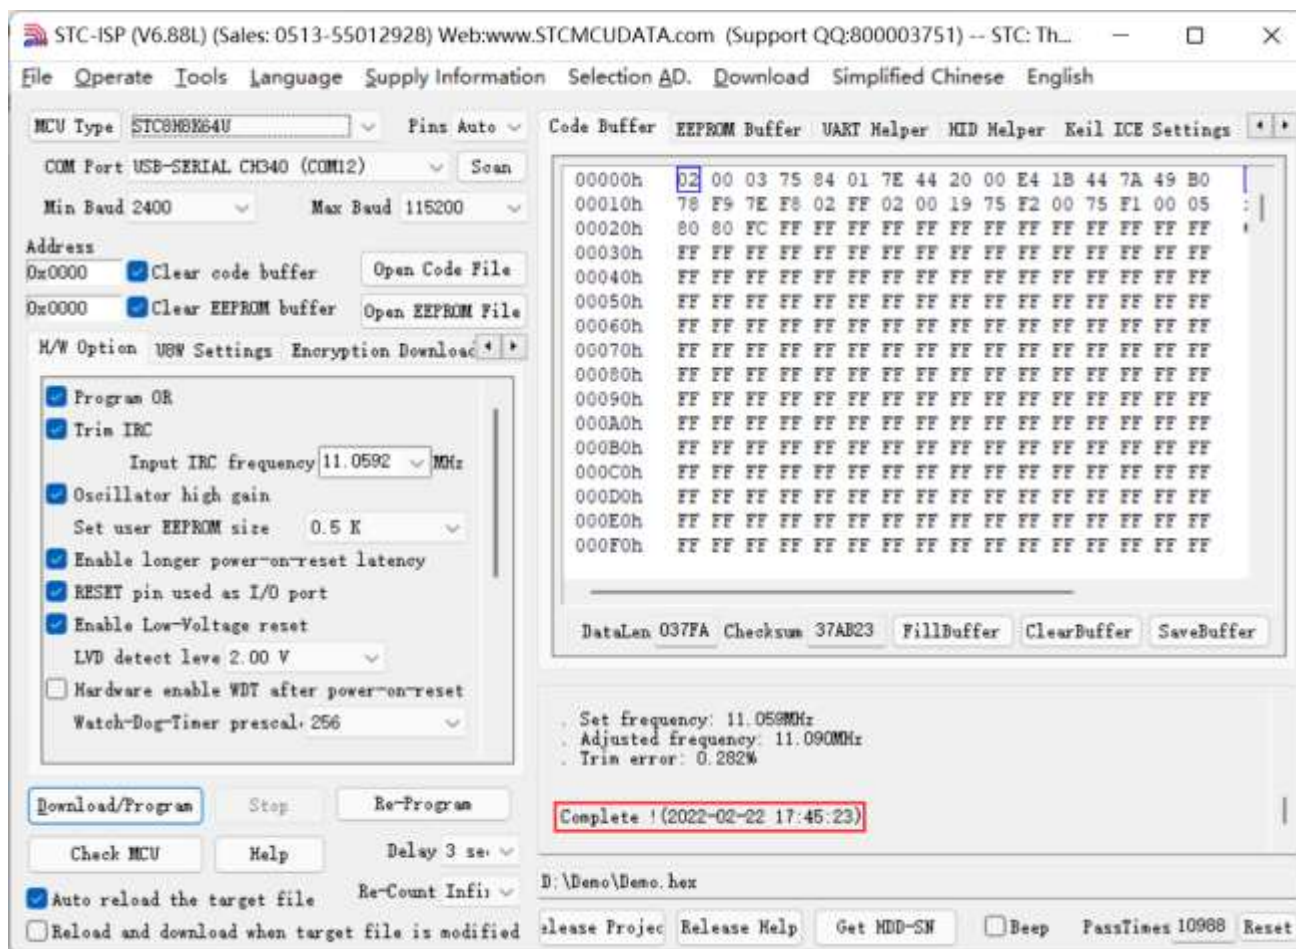 STC-ISP (V6.88L) (Sales: 0513-55012928) Web:www.STCMCUDATA.com (Support QQ:800003751) -- STC: Th...
File Operate Tools Language Supply Information Selection AD. Download Simplified Chinese English
MCU Type STC8H8K64U Pins Auto
COM Port USB-SERIAL CH340 (COM12) Scan
Min Baud 2400 Max Baud 115200
Address
0x0000 Clear code buffer Open Code File
0x0000 Clear EEPROM buffer Open EEPROM File
H/W Option U8W Settings Encryption Download
Program OR
Trim IRC
Input IRC frequency 11.0592 MHz
Oscillator high gain
Set user EEPROM size 0.5 K
Enable longer power-on-reset latency
RESET pin used as I/O port
Enable Low-Voltage reset
LVD detect leve 2.00 V
Hardware enable WDT after power-on-reset
Watch-Dog-Timer prescal 256
Download/Program Stop Re-Program
Check MCU Help Delay 3 se
Auto reload the target file Re-Count Infi
Reload and download when target file is modified
Code Buffer EEPROM Buffer UART Helper HID Helper Keil ICE Settings
00000h 02 00 03 75 84 01 7E 44 20 00 E4 1B 44 7A 49 B0
00010h 78 F9 7E F8 02 FF 02 00 19 75 F2 00 75 F1 00 05
00020h 80 80 FC FF FF FF FF FF FF FF FF FF FF FF FF FF
00030h FF FF FF FF FF FF FF FF FF FF FF FF FF FF FF FF
00040h FF FF FF FF FF FF FF FF FF FF FF FF FF FF FF FF
00050h FF FF FF FF FF FF FF FF FF FF FF FF FF FF FF FF
00060h FF FF FF FF FF FF FF FF FF FF FF FF FF FF FF FF
00070h FF FF FF FF FF FF FF FF FF FF FF FF FF FF FF FF
00080h FF FF FF FF FF FF FF FF FF FF FF FF FF FF FF FF
00090h FF FF FF FF FF FF FF FF FF FF FF FF FF FF FF FF
000A0h FF FF FF FF FF FF FF FF FF FF FF FF FF FF FF FF
000B0h FF FF FF FF FF FF FF FF FF FF FF FF FF FF FF FF
000C0h FF FF FF FF FF FF FF FF FF FF FF FF FF FF FF FF
000D0h FF FF FF FF FF FF FF FF FF FF FF FF FF FF FF FF
000E0h FF FF FF FF FF FF FF FF FF FF FF FF FF FF FF FF
000F0h FF FF FF FF FF FF FF FF FF FF FF FF FF FF FF FF
DataLen 037FA Checksum 37AB23 FillBuffer ClearBuffer SaveBuffer
. Set frequency: 11.059MHz
. Adjusted frequency: 11.090MHz
. Trim error: 0.282%
Complete !(2022-02-22 17:45:23)
D:\Demo\Demo.hex
elease Projec Release Help Get HDD-SN Beep PassTimes 10988 Reset